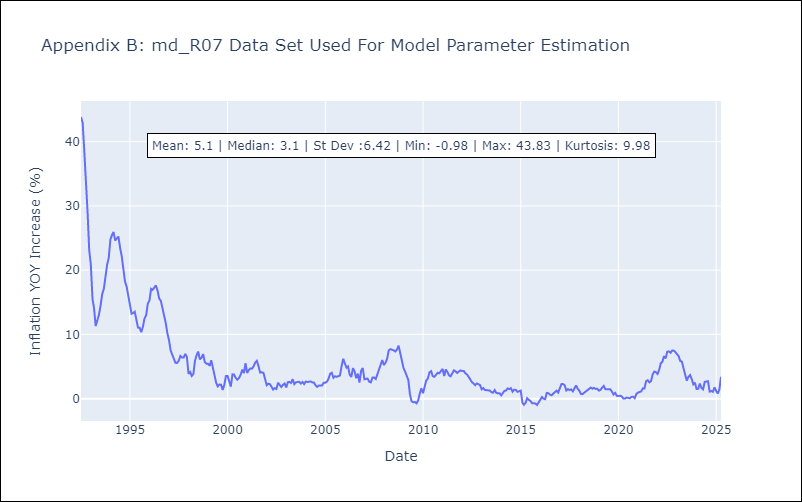 Appendix B: md_R07 Data Set Used For Model Parameter Estimation
Mean: 5.1 | Median: 3.1 | St Dev :6.42 | Min: -0.98 | Max: 43.83 | Kurtosis: 9.98
Inflation YOY Increase (%)
40
30
20
10
0
1995 2000 2005 2010 2015 2020 2025
Date